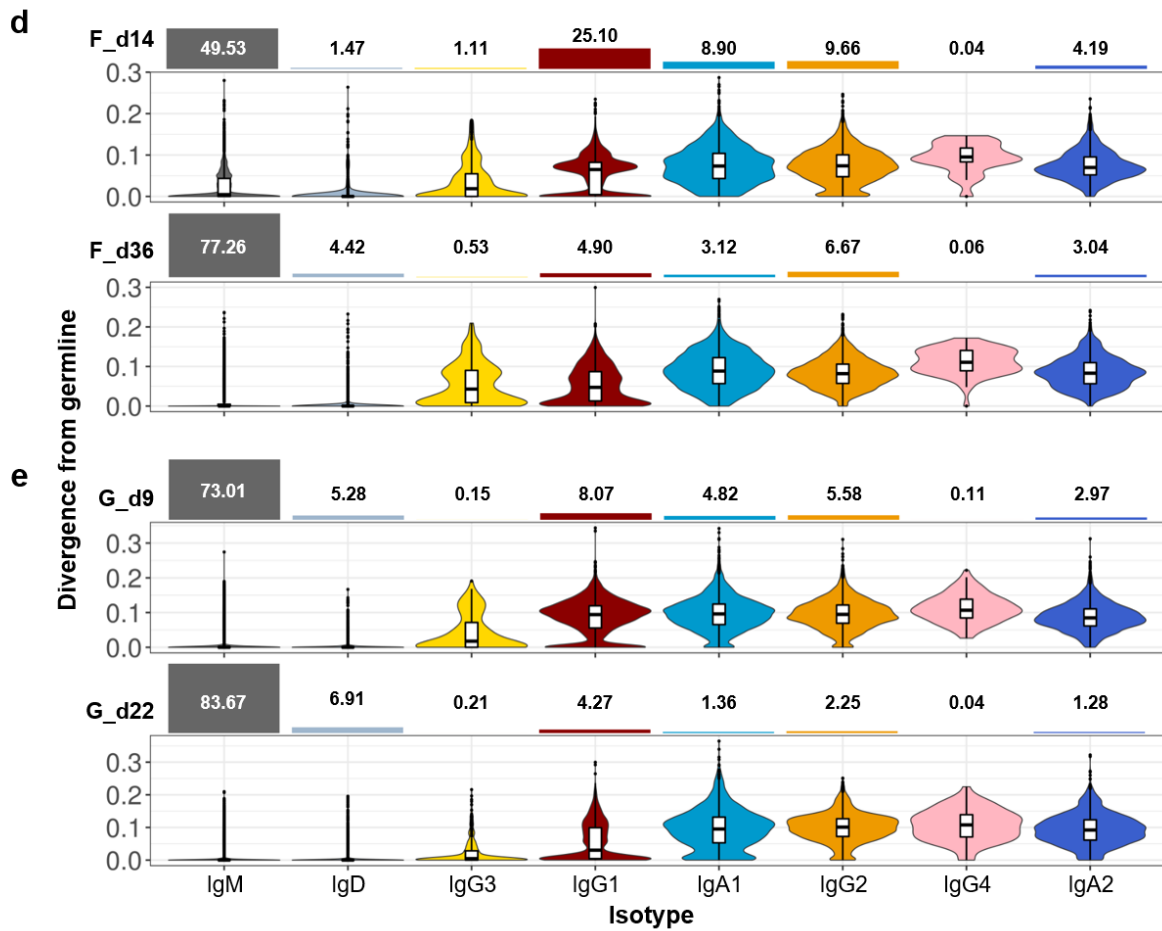 d
F_d14 49.53 1.47 1.11 25.10 8.90 9.66 0.04 4.19
0.3
0.2
0.1
0.0
F_d36 77.26 4.42 0.53 4.90 3.12 6.67 0.06 3.04
0.3
0.2
0.1
0.0
Divergence from germline
e
G_d9 73.01 5.28 0.15 8.07 4.82 5.58 0.11 2.97
0.3
0.2
0.1
0.0
G_d22 83.67 6.91 0.21 4.27 1.36 2.25 0.04 1.28
0.3
0.2
0.1
0.0
IgM IgD IgG3 IgG1 IgA1 IgG2 IgG4 IgA2
Isotype